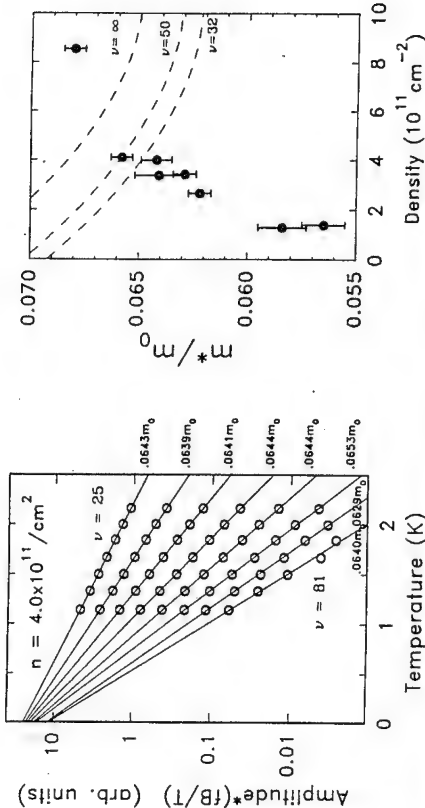 Amplitude*(fB/T) (arb. units)
10
1
0.1
0.01
n = 4.0x10¹¹/cm²
ν = 25
ν = 81
.0643m₀
.0639m₀
.0641m₀
.0644m₀
.0644m₀
.0653m₀
.0629m₀
.0640m₀
0
1
2
Temperature (K)
m*/m₀
0.070
0.065
0.060
0.055
ν=∞
ν=50
ν=32
0
2
4
6
8
10
Density (10¹¹cm⁻²)